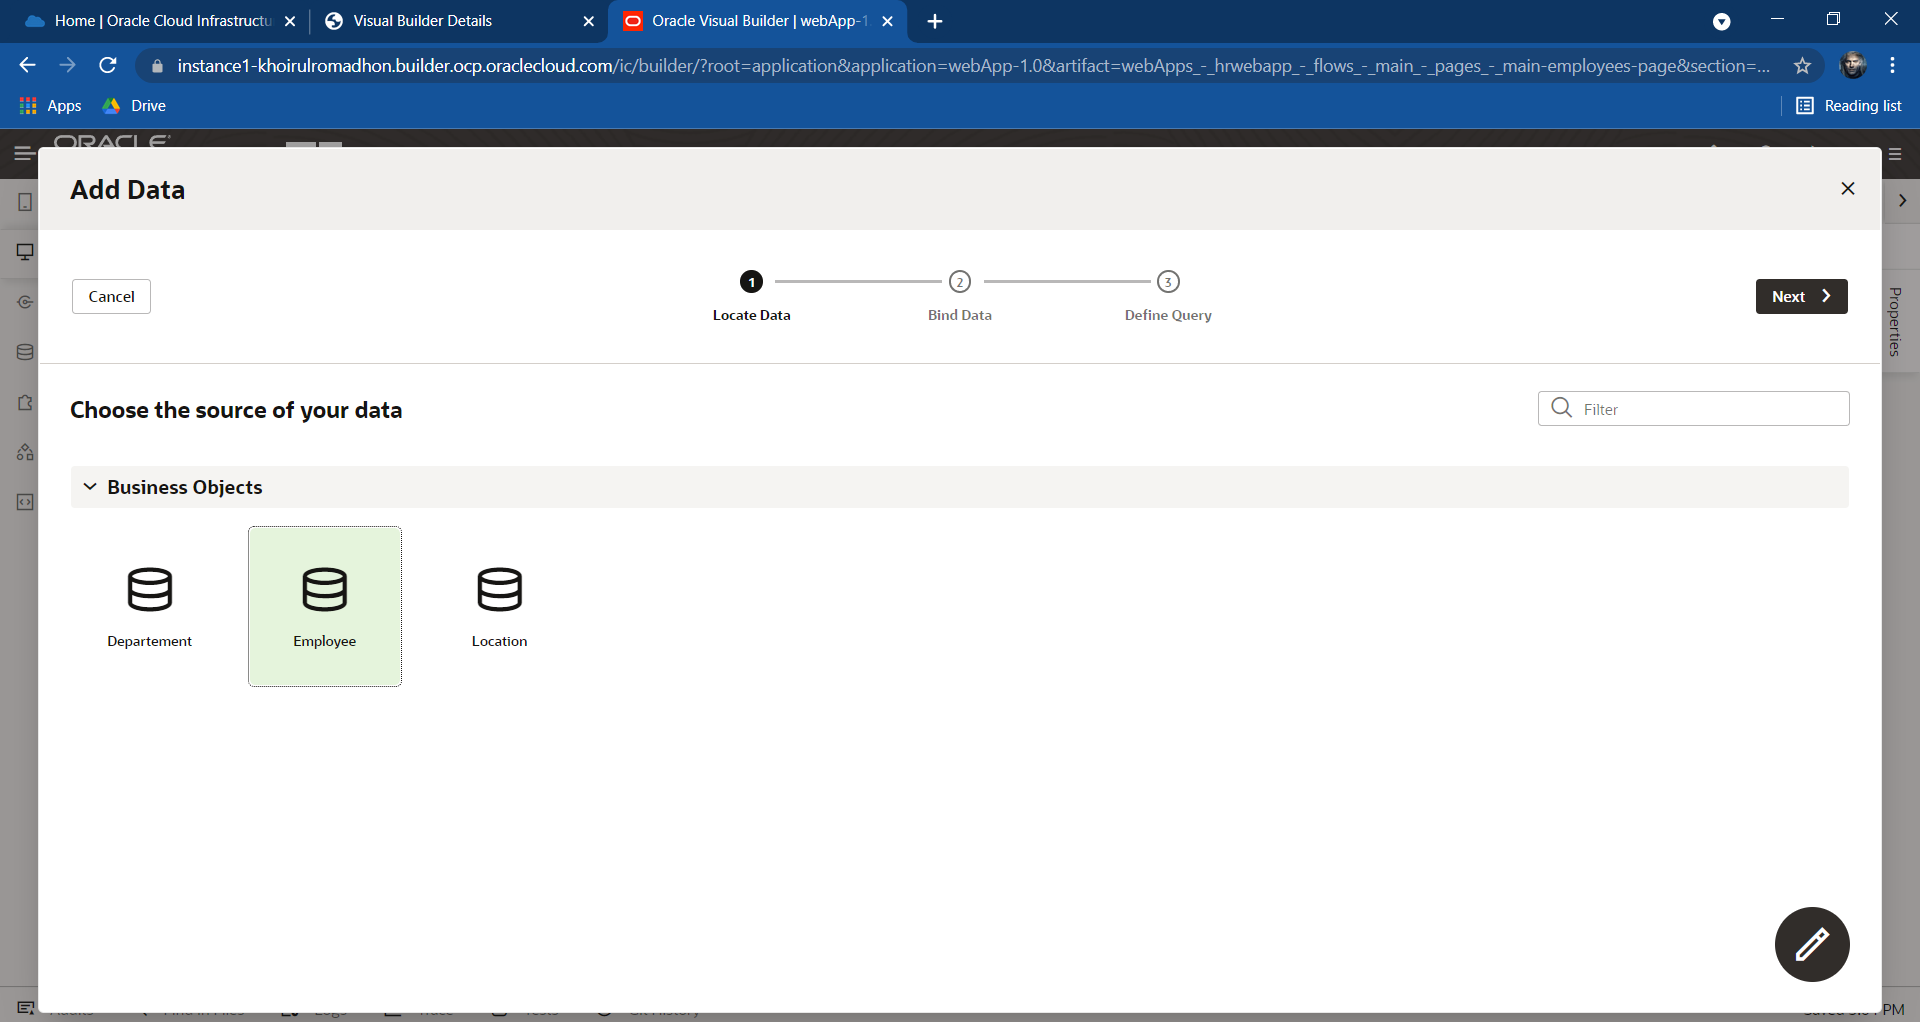 Home | Oracle Cloud Infrastructu
Visual Builder Details
Oracle Visual Builder | webApp-1
instance1-khoirulromadhon.builder.ocp.oraclecloud.com/ic/builder/?root=application&application=webApp-1.0&artifact=webApps_-_hrwebapp_-_flows_-_main_-_pages_-_main-employees-page&section=...
Apps
Drive
Reading list
ORACLE
Add Data
Cancel
1
2
3
Locate Data
Bind Data
Define Query
Next
Properties
Choose the source of your data
Filter
Business Objects
Departement
Employee
Location
PM